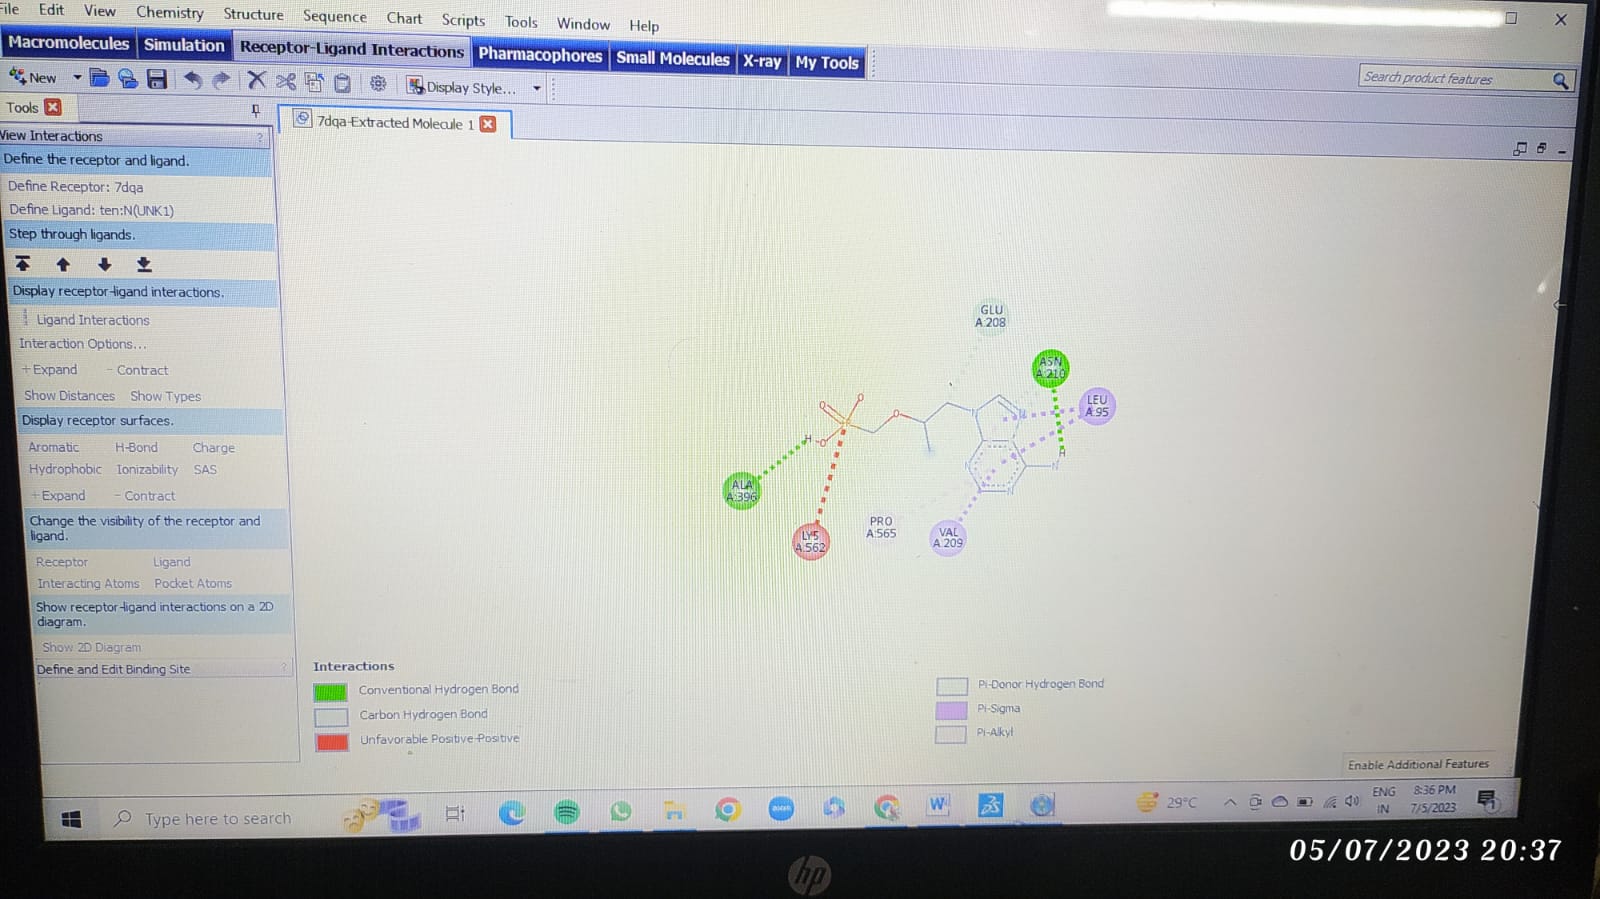 File Edit View Chemistry Structure Sequence Chart Scripts Tools Window Help
Macromolecules Simulation Receptor-Ligand Interactions Pharmacophores Small Molecules X-ray My Tools
New Display Style...
Search product features
Tools
7dqa-Extracted Molecule 1
View Interactions ?
Define the receptor and ligand.
Define Receptor: 7dqa
Define Ligand: ten:N(UNK1)
Step through ligands.
Display receptor-ligand interactions.
Ligand Interactions
Interaction Options...
+Expand - Contract
Show Distances Show Types
Display receptor surfaces.
Aromatic H-Bond Charge
Hydrophobic Ionizability SAS
+Expand - Contract
Change the visibility of the receptor and
ligand.
Receptor Ligand
Interacting Atoms Pocket Atoms
Show receptor-ligand interactions on a 2D
diagram.
Show 2D Diagram
Define and Edit Binding Site ?
GLU
A:208
ASN
A:210
LEU
A:95
O O
H O
O
N N
H
N N
N
ALA
A:396
LYS
A:562
PRO
A:565
VAL
A:209
Interactions
Conventional Hydrogen Bond
Carbon Hydrogen Bond
Unfavorable Positive-Positive
Pi-Donor Hydrogen Bond
Pi-Sigma
Pi-Alkyl
Enable Additional Features
Type here to search
29°C
ENG
IN
8:36 PM
7/5/2023
hp
05/07/2023 20:37